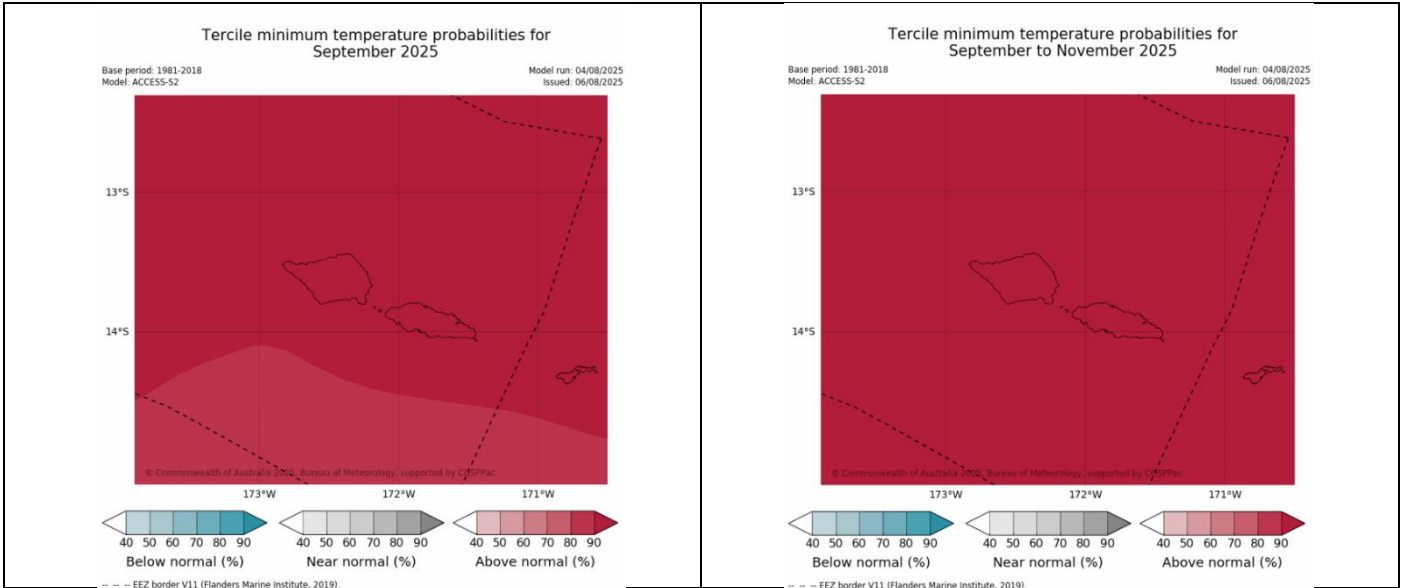 Tercile minimum temperature probabilities for
September 2025
Base period: 1981-2018
Model: ACCESS-S2
Model run: 04/08/2025
Issued: 06/08/2025
13°S
14°S
© Commonwealth of Australia 2025, Bureau of Meteorology, supported by COSPPac
173°W 172°W 171°W
40 50 60 70 80 90
Below normal (%)
40 50 60 70 80 90
Near normal (%)
40 50 60 70 80 90
Above normal (%)
-- -- -- EEZ border V11 (Flanders Marine Institute, 2019).
Tercile minimum temperature probabilities for
September to November 2025
Base period: 1981-2018
Model: ACCESS-S2
Model run: 04/08/2025
Issued: 06/08/2025
13°S
14°S
© Commonwealth of Australia 2025, Bureau of Meteorology, supported by COSPPac
173°W 172°W 171°W
40 50 60 70 80 90
Below normal (%)
40 50 60 70 80 90
Near normal (%)
40 50 60 70 80 90
Above normal (%)
-- -- -- EEZ border V11 (Flanders Marine Institute, 2019).